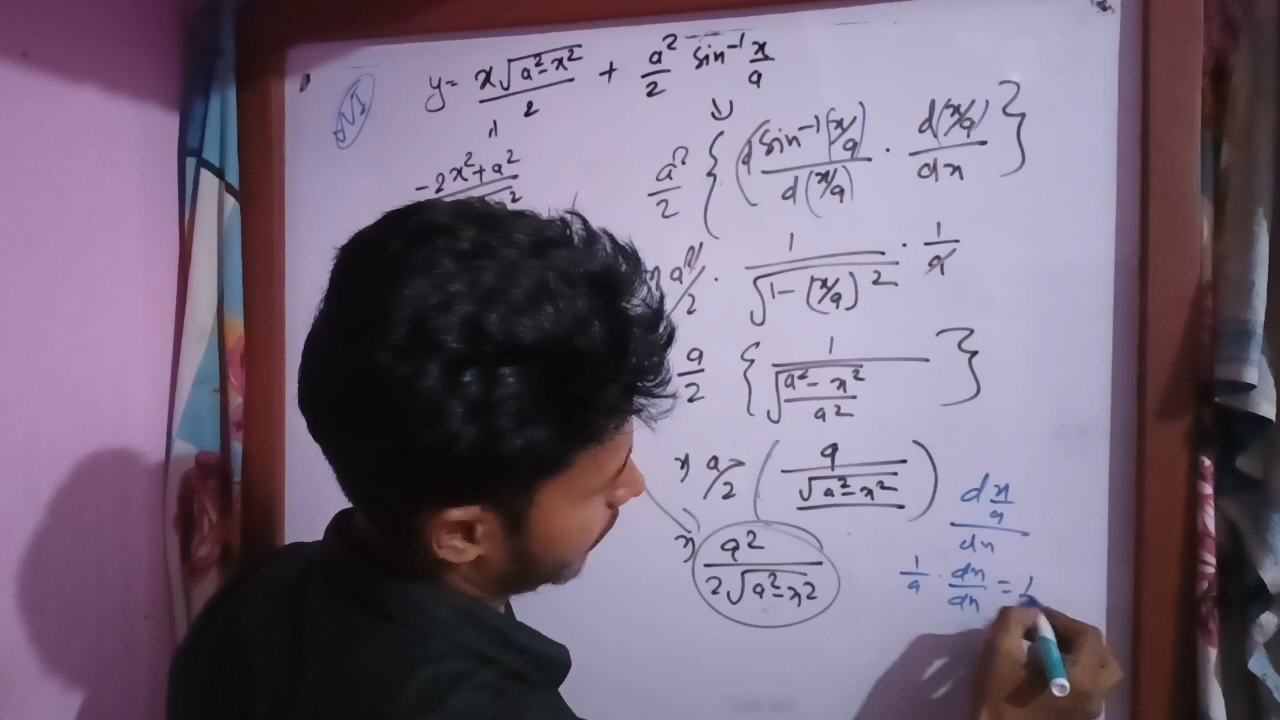 y = x√a²-x² / 2 + a²/2 sin⁻¹ x/a
-2x²+a²
a²/2 { d sin⁻¹(x/a) / d(x/a) · d(x/a) / dx }
a²/2 · 1 / √1-(x/a)² · 1/a
a/2 { 1 / √a²-x² / a² }
a/2 ( a / √a²-x² )
a² / 2√a²-x²
d x/a / dx
1/a · dx/dx = 1